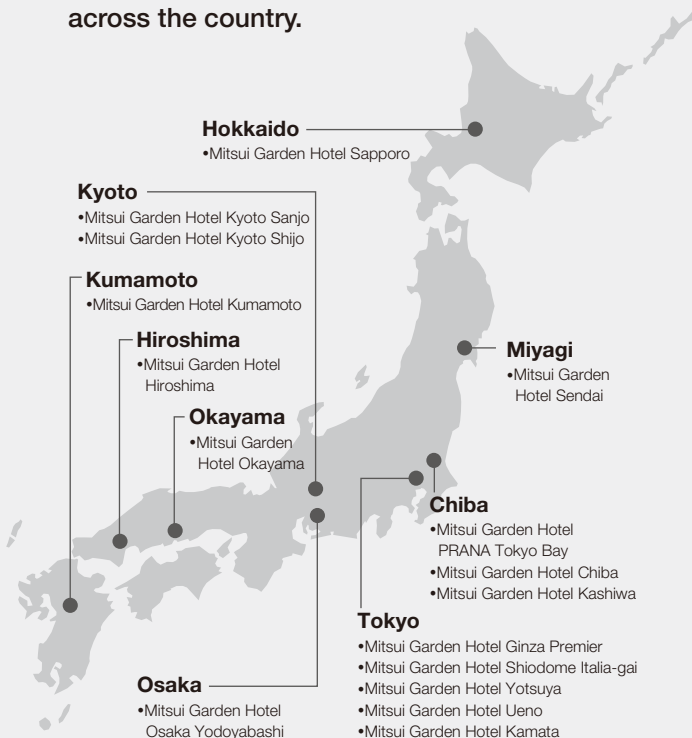 across the country.
Hokkaido
•Mitsui Garden Hotel Sapporo
Kyoto
•Mitsui Garden Hotel Kyoto Sanjo
•Mitsui Garden Hotel Kyoto Shijo
Kumamoto
•Mitsui Garden Hotel Kumamoto
Hiroshima
•Mitsui Garden Hotel
Hiroshima
Okayama
•Mitsui Garden
Hotel Okayama
Miyagi
•Mitsui Garden
Hotel Sendai
Chiba
•Mitsui Garden Hotel
PRANA Tokyo Bay
•Mitsui Garden Hotel Chiba
•Mitsui Garden Hotel Kashiwa
Tokyo
•Mitsui Garden Hotel Ginza Premier
•Mitsui Garden Hotel Shiodome Italia-gai
•Mitsui Garden Hotel Yotsuya
•Mitsui Garden Hotel Ueno
•Mitsui Garden Hotel Kamata
Osaka
•Mitsui Garden Hotel
Osaka Yodoyabashi